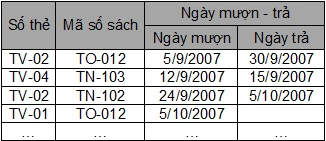 Số thẻ Mã số sách Ngày mượn - trả
Ngày mượn Ngày trả
TV-02 TO-012 5/9/2007 30/9/2007
TV-04 TN-103 12/9/2007 15/9/2007
TV-02 TN-102 24/9/2007 5/10/2007
TV-01 TO-012 5/10/2007
… … … …